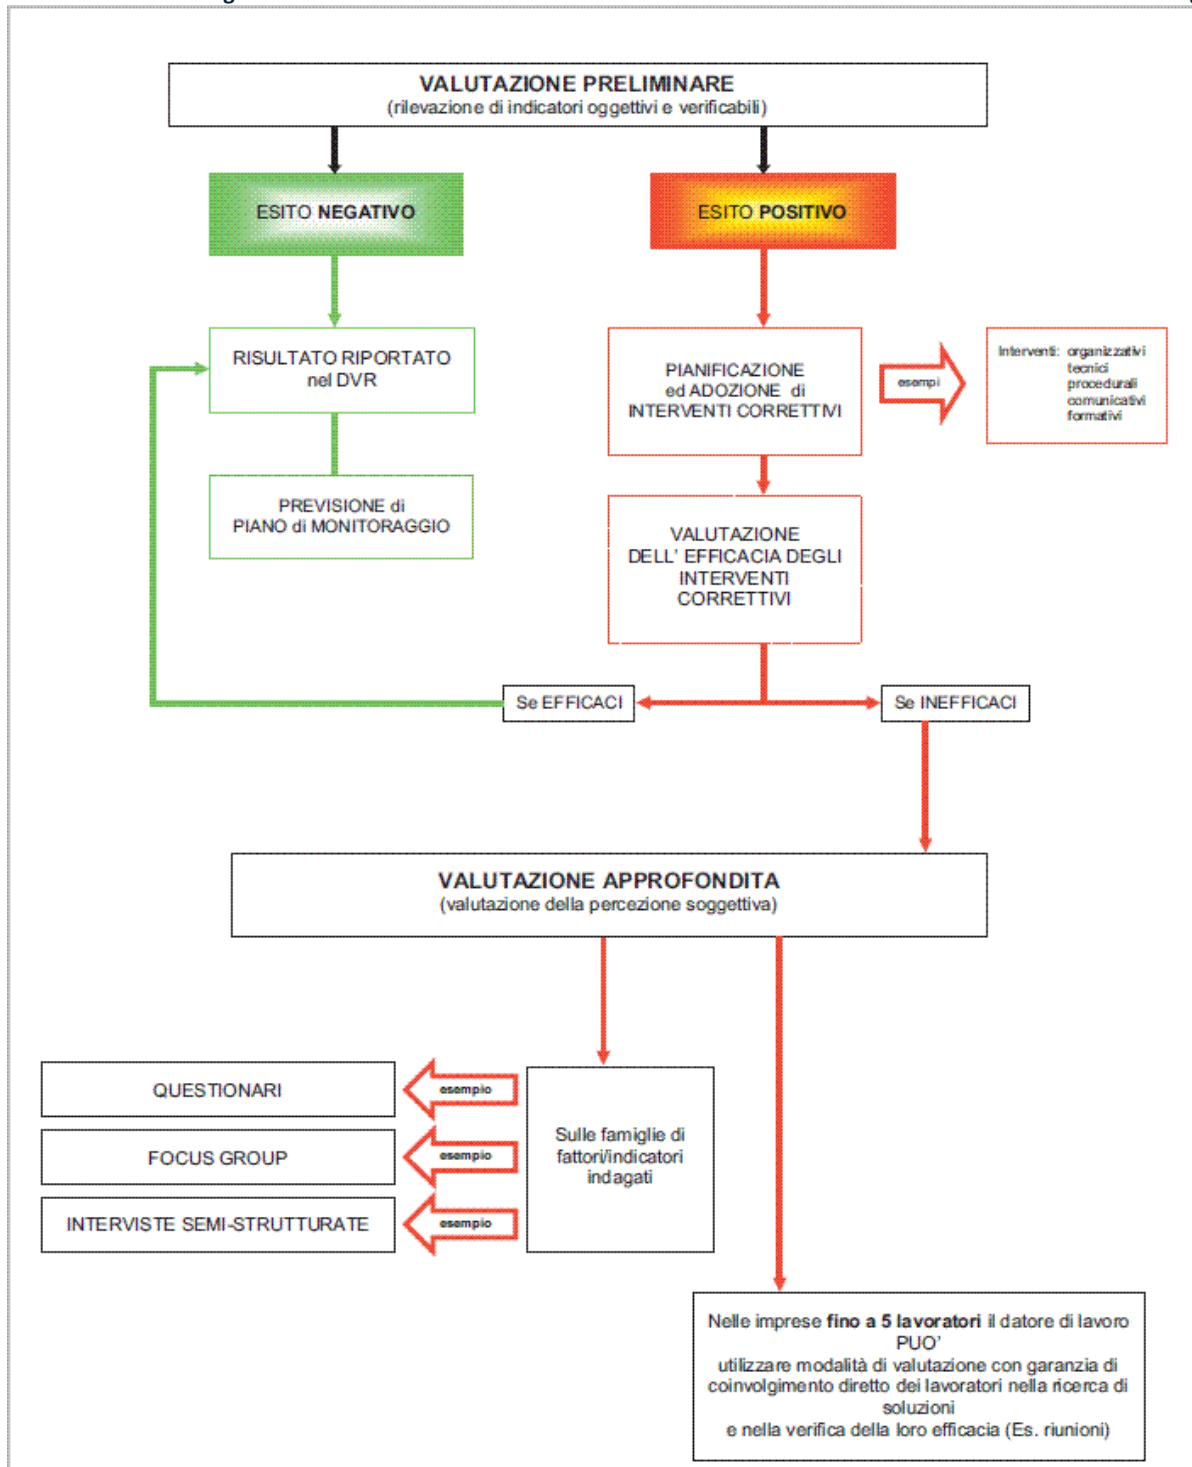 VALUTAZIONE PRELIMINARE
(rilevazione di indicatori oggettivi e verificabili)
ESITO NEGATIVO
ESITO POSITIVO
RISULTATO RIPORTATO
nel DVR
PIANIFICAZIONE
ed ADOZIONE di
INTERVENTI CORRETTIVI
esempi
Interventi: organizzativi
tecnici
procedurali
comunicativi
formativi
PREVISIONE di
PIANO di MONITORAGGIO
VALUTAZIONE
DELL' EFFICACIA DEGLI
INTERVENTI
CORRETTIVI
Se EFFICACI
Se INEFFICACI
VALUTAZIONE APPROFONDITA
(valutazione della percezione soggettiva)
QUESTIONARI
esempio
FOCUS GROUP
esempio
INTERVISTE SEMI-STRUTTURATE
esempio
Sulle famiglie di
fattori/indicatori
indagati
Nelle imprese fino a 5 lavoratori il datore di lavoro
PUO'
utilizzare modalità di valutazione con garanzia di
coinvolgimento diretto dei lavoratori nella ricerca di
soluzioni
e nella verifica della loro efficacia (Es. riunioni)